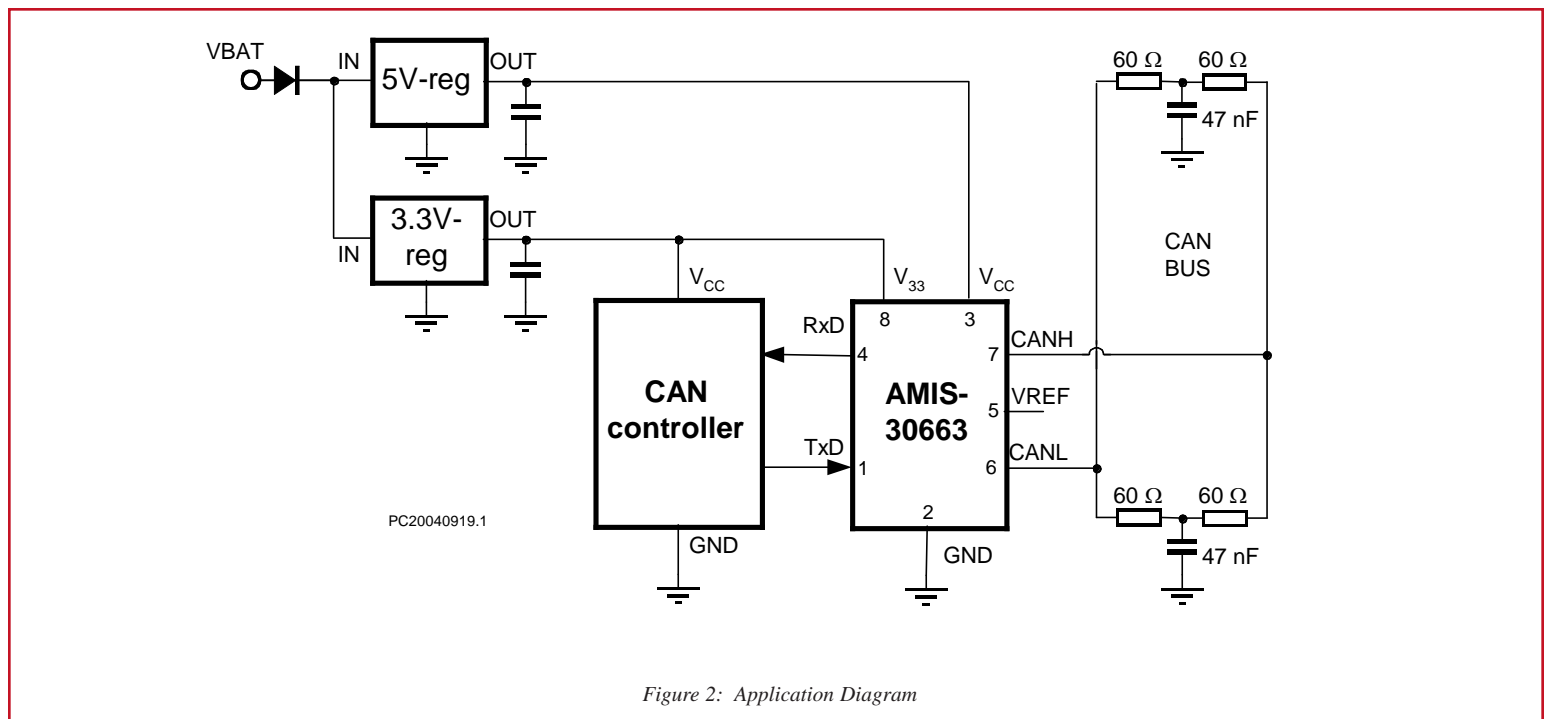 VBAT
IN
5V-reg
OUT
60 Ω
60 Ω
47 nF
3.3V-
reg
OUT
IN
CAN
BUS
VCC
V33
VCC
RxD
8
3
4
7
CANH
CAN
controller
AMIS-
30663
5
VREF
TxD
1
6
CANL
2
60 Ω
60 Ω
PC20040919.1
GND
GND
47 nF
Figure 2: Application Diagram